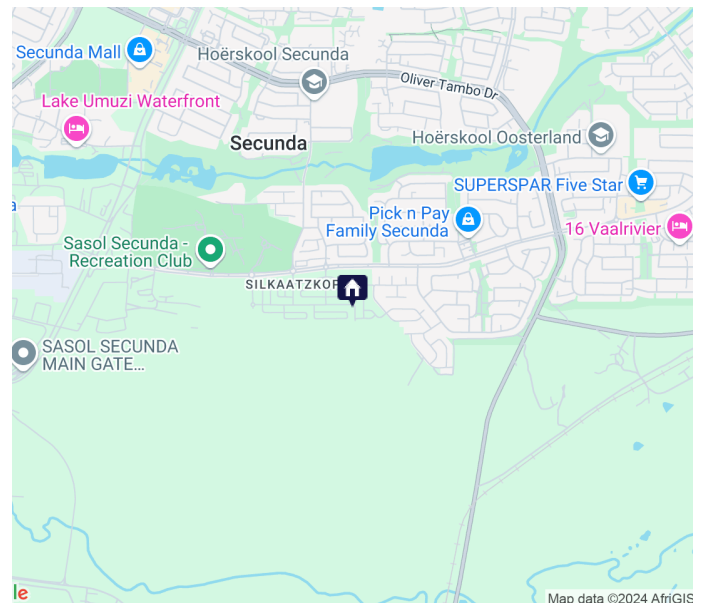 Secunda Mall
Hoërskool Secunda
Oliver Tambo Dr
Lake Umuzi Waterfront
Secunda
Hoërskool Oosterland
SUPERSPAR Five Star
a
Pick n Pay
Family Secunda
16 Vaalrivier
Sasol Secunda -
Recreation Club
SILKAATZKOP
SASOL SECUNDA
MAIN GATE...
le
Map data ©2024 AfriGIS